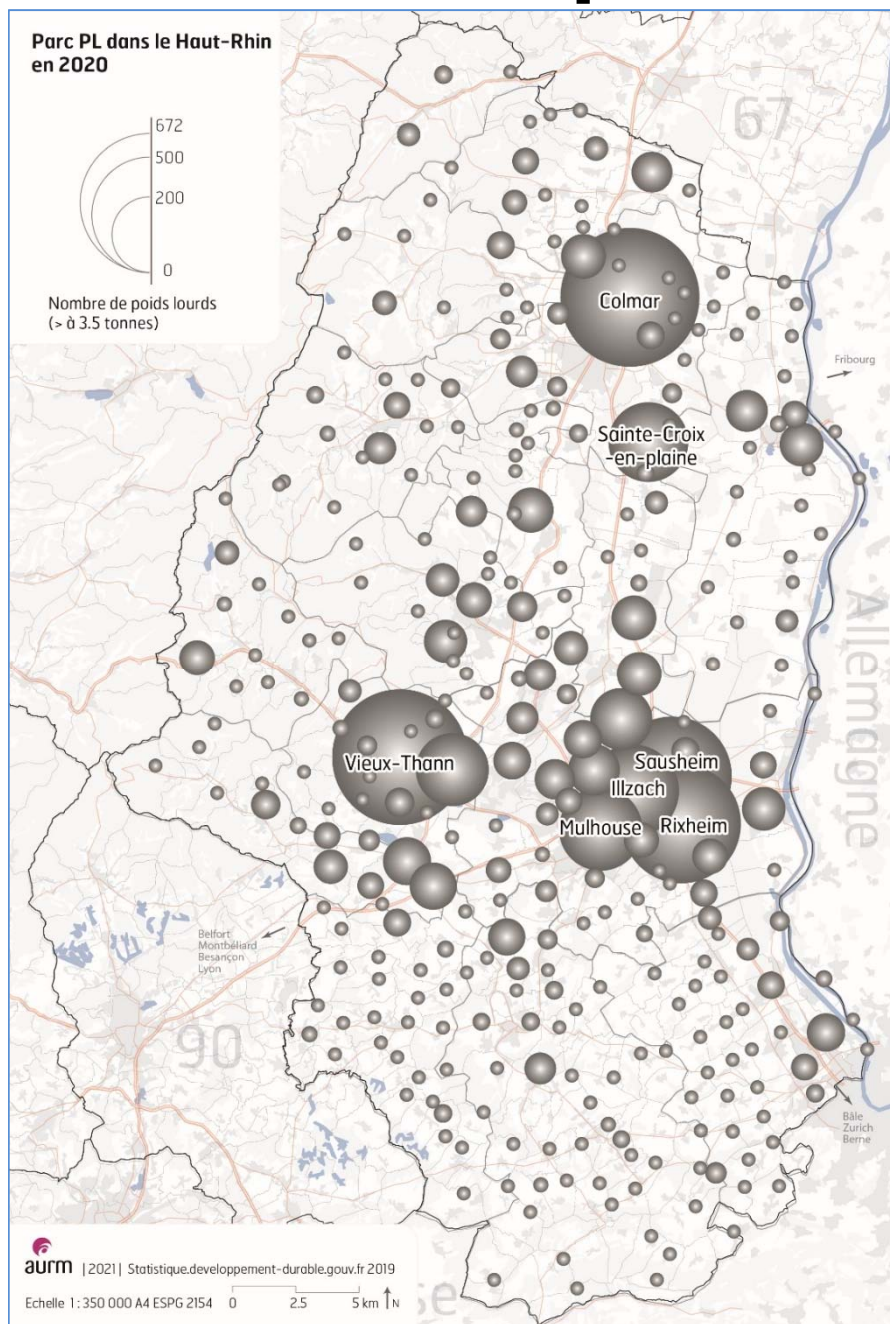 Parc PL dans le Haut-Rhin
en 2020
672
500
200
0
Nombre de poids lourds
(> à 3.5 tonnes)
67
Colmar
Fribourg
Sainte-Croix
-en-plaine
Allemagne
Vieux-Thann
Sausheim
Illzach
Mulhouse
Rixheim
Belfort
Montbéliard
Besançon
Lyon
90
Bâle
Zurich
Berne
aurm | 2021 | Statistique.developpement-durable.gouv.fr 2019
Echelle 1 : 350 000 A4 ESPG 2154
0 2.5 5 km N
se